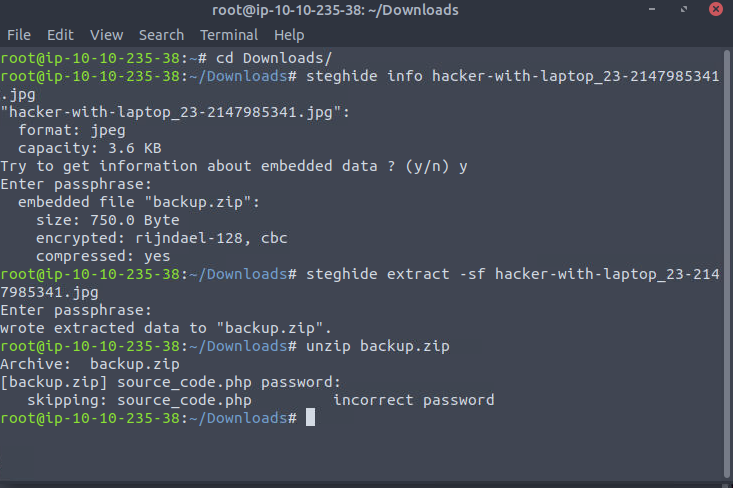 root@ip-10-10-235-38: ~/Downloads
File Edit View Search Terminal Help
root@ip-10-10-235-38:~# cd Downloads/
root@ip-10-10-235-38:~/Downloads# steghide info hacker-with-laptop_23-2147985341
.jpg
"hacker-with-laptop_23-2147985341.jpg":
  format: jpeg
  capacity: 3.6 KB
Try to get information about embedded data ? (y/n) y
Enter passphrase:
  embedded file "backup.zip":
    size: 750.0 Byte
    encrypted: rijndael-128, cbc
    compressed: yes
root@ip-10-10-235-38:~/Downloads# steghide extract -sf hacker-with-laptop_23-214
7985341.jpg
Enter passphrase:
wrote extracted data to "backup.zip".
root@ip-10-10-235-38:~/Downloads# unzip backup.zip
Archive:  backup.zip
[backup.zip] source_code.php password:
   skipping: source_code.php         incorrect password
root@ip-10-10-235-38:~/Downloads#